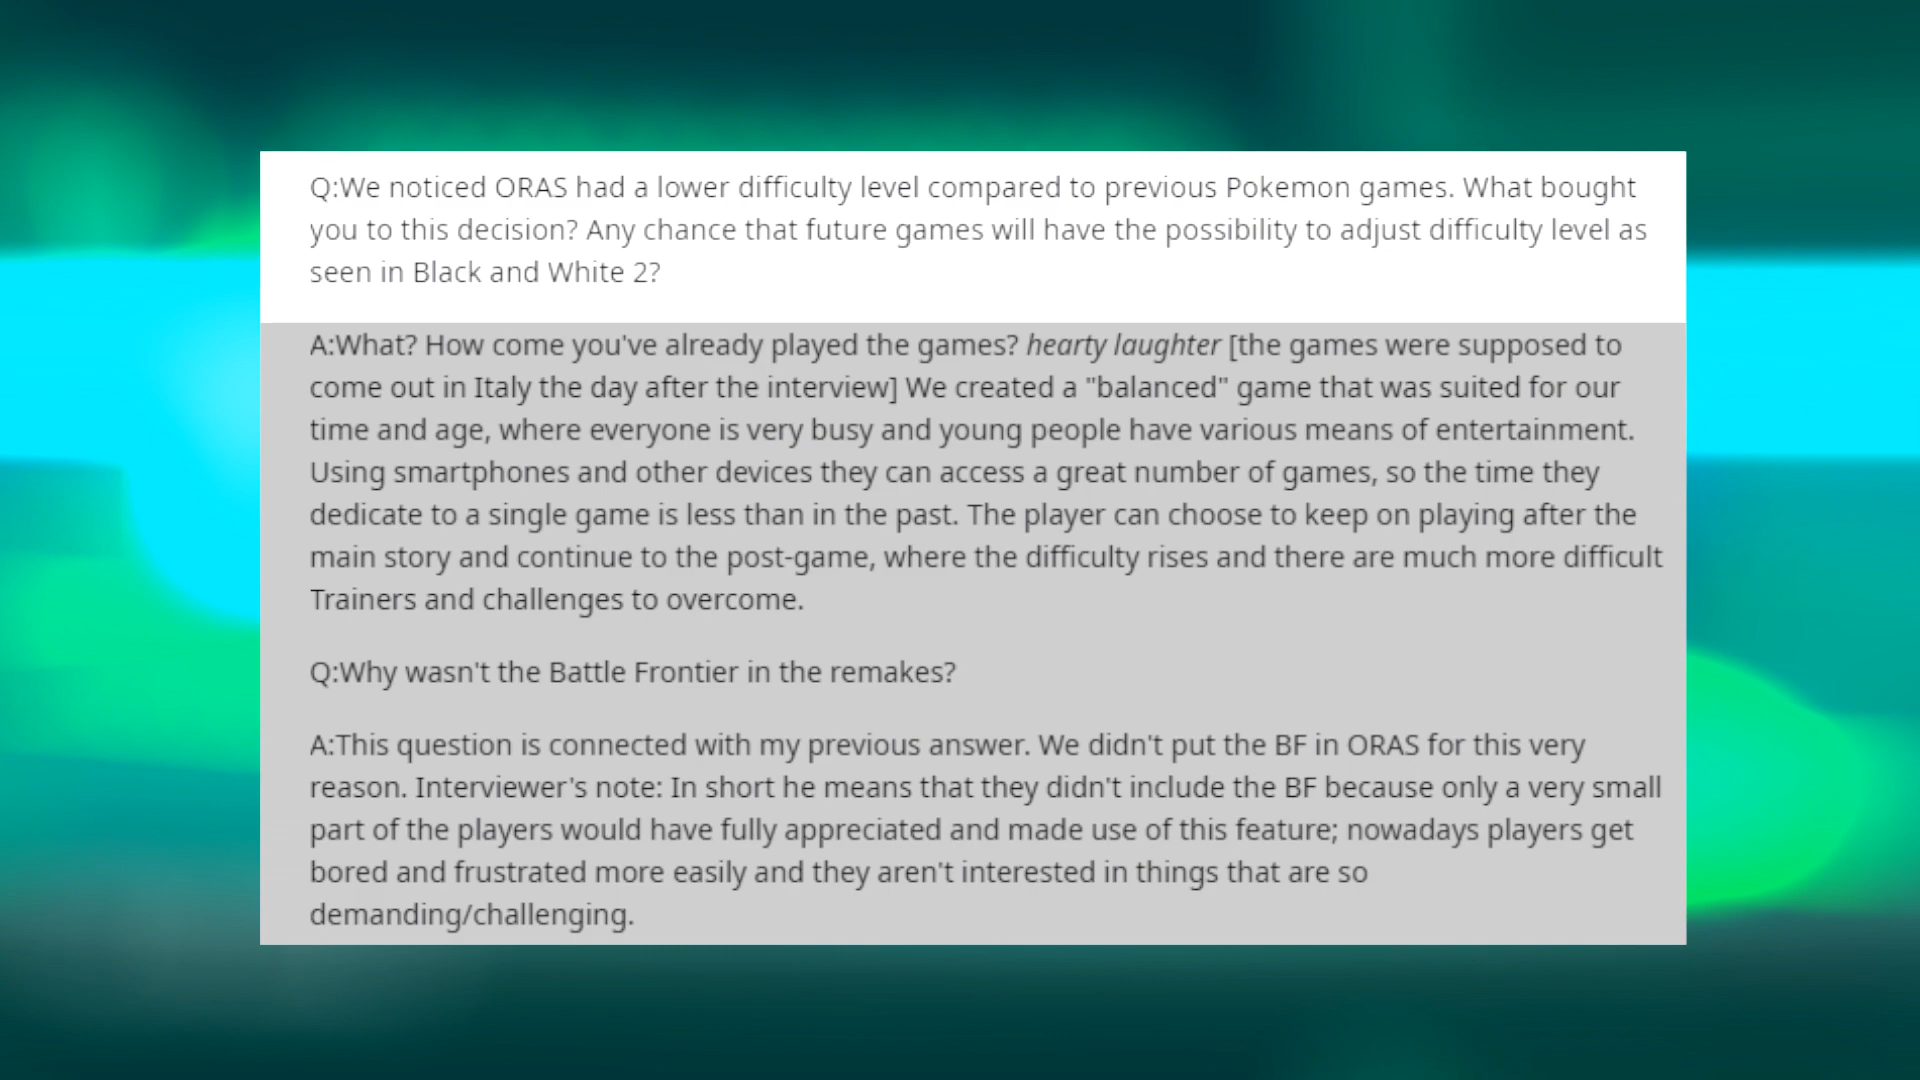 Q:We noticed ORAS had a lower difficulty level compared to previous Pokemon games. What bought
you to this decision? Any chance that future games will have the possibility to adjust difficulty level as
seen in Black and White 2?
A:What? How come you've already played the games? hearty laughter [the games were supposed to
come out in Italy the day after the interview] We created a "balanced" game that was suited for our
time and age, where everyone is very busy and young people have various means of entertainment.
Using smartphones and other devices they can access a great number of games, so the time they
dedicate to a single game is less than in the past. The player can choose to keep on playing after the
main story and continue to the post-game, where the difficulty rises and there are much more difficult
Trainers and challenges to overcome.
Q:Why wasn't the Battle Frontier in the remakes?
A:This question is connected with my previous answer. We didn't put the BF in ORAS for this very
reason. Interviewer's note: In short he means that they didn't include the BF because only a very small
part of the players would have fully appreciated and made use of this feature; nowadays players get
bored and frustrated more easily and they aren't interested in things that are so
demanding/challenging.